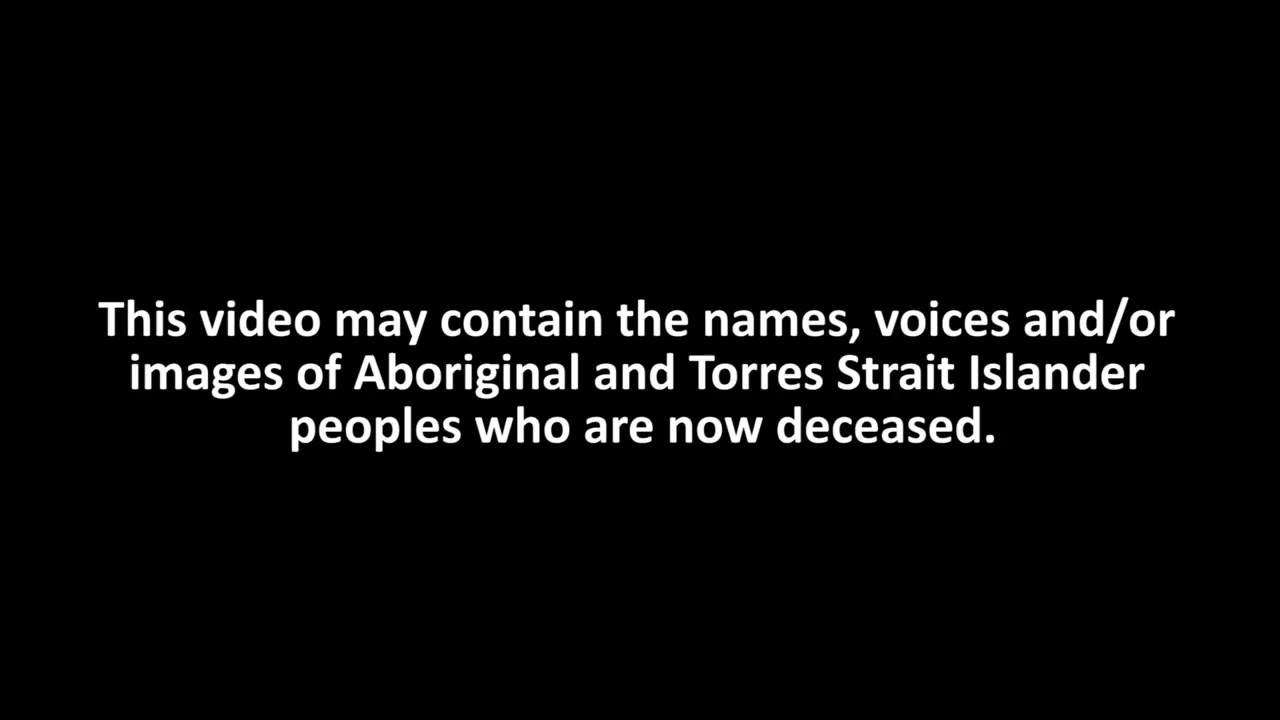 This video may contain the names, voices and/or
images of Aboriginal and Torres Strait Islander
peoples who are now deceased.